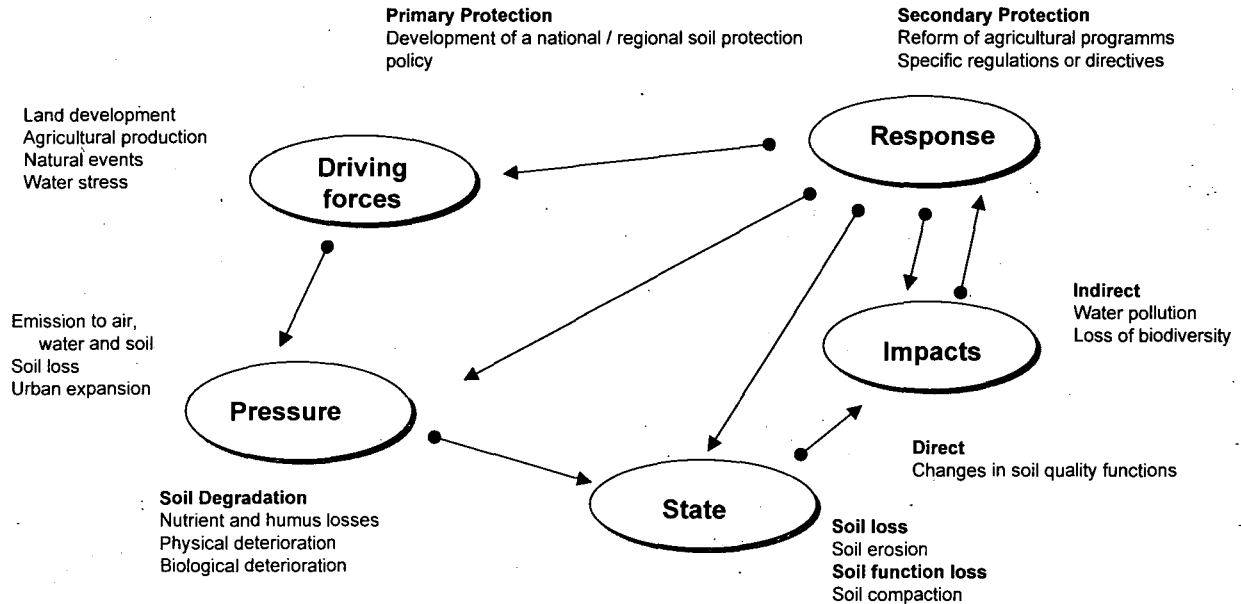 Primary Protection
Development of a national / regional soil protection
policy
Secondary Protection
Reform of agricultural programms
Specific regulations or directives
Land development
Agricultural production
Natural events
Water stress
Driving
forces
Response
Emission to air,
water and soil
Soil loss
Urban expansion
Pressure
Indirect
Water pollution
Loss of biodiversity
Impacts
Direct
Changes in soil quality functions
Soil Degradation
Nutrient and humus losses
Physical deterioration
Biological deterioration
State
Soil loss
Soil erosion
Soil function loss
Soil compaction